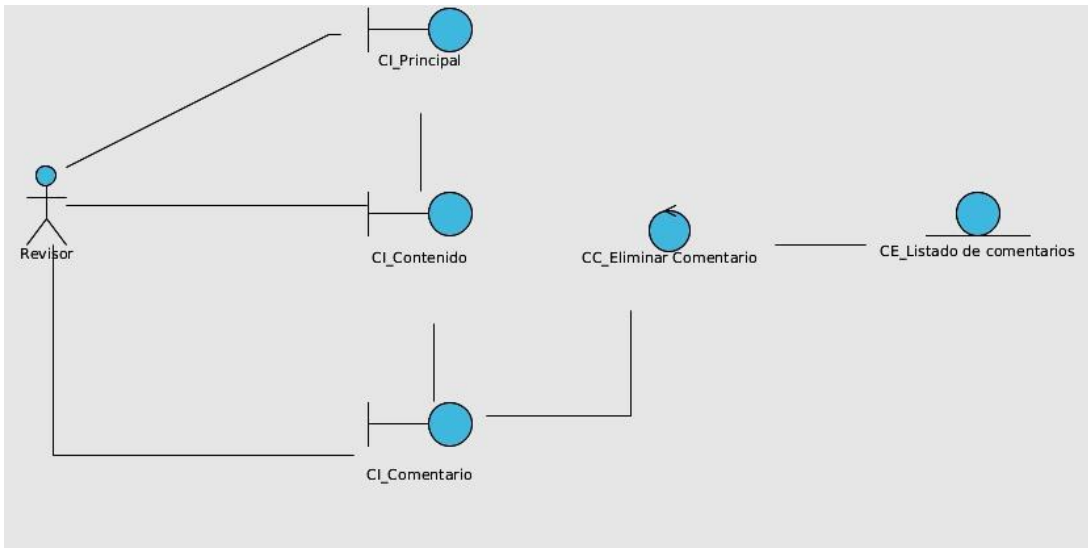 CI_Principal
Revisor
CI_Contenido
CC_Eliminar Comentario
CE_Listado de comentarios
CI_Comentario